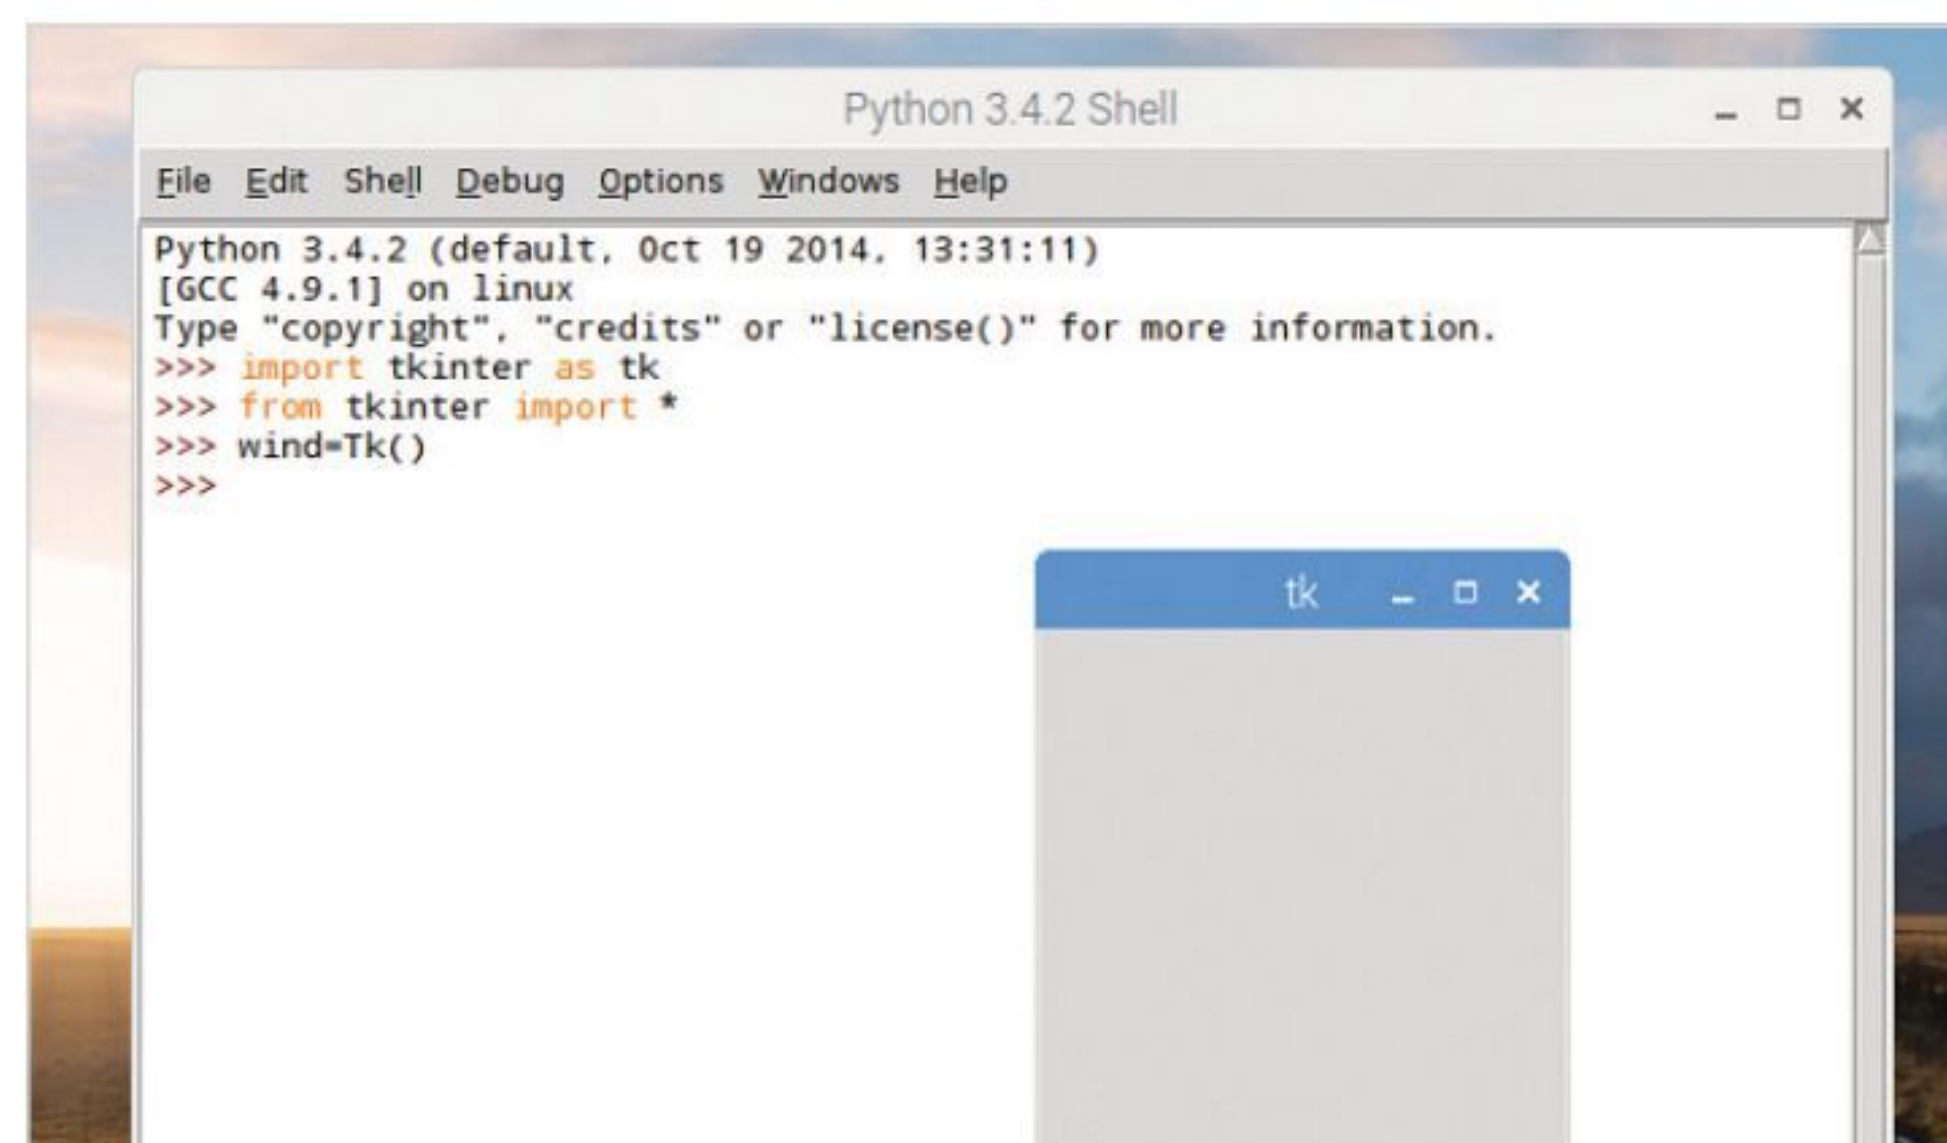 Python 3.4.2 Shell
File Edit Shell Debug Options Windows Help
Python 3.4.2 (default, Oct 19 2014, 13:31:11)
[GCC 4.9.1] on linux
Type "copyright", "credits" or "license()" for more information.
>>> import tkinter as tk
>>> from tkinter import *
>>> wind=Tk()
>>>
tk